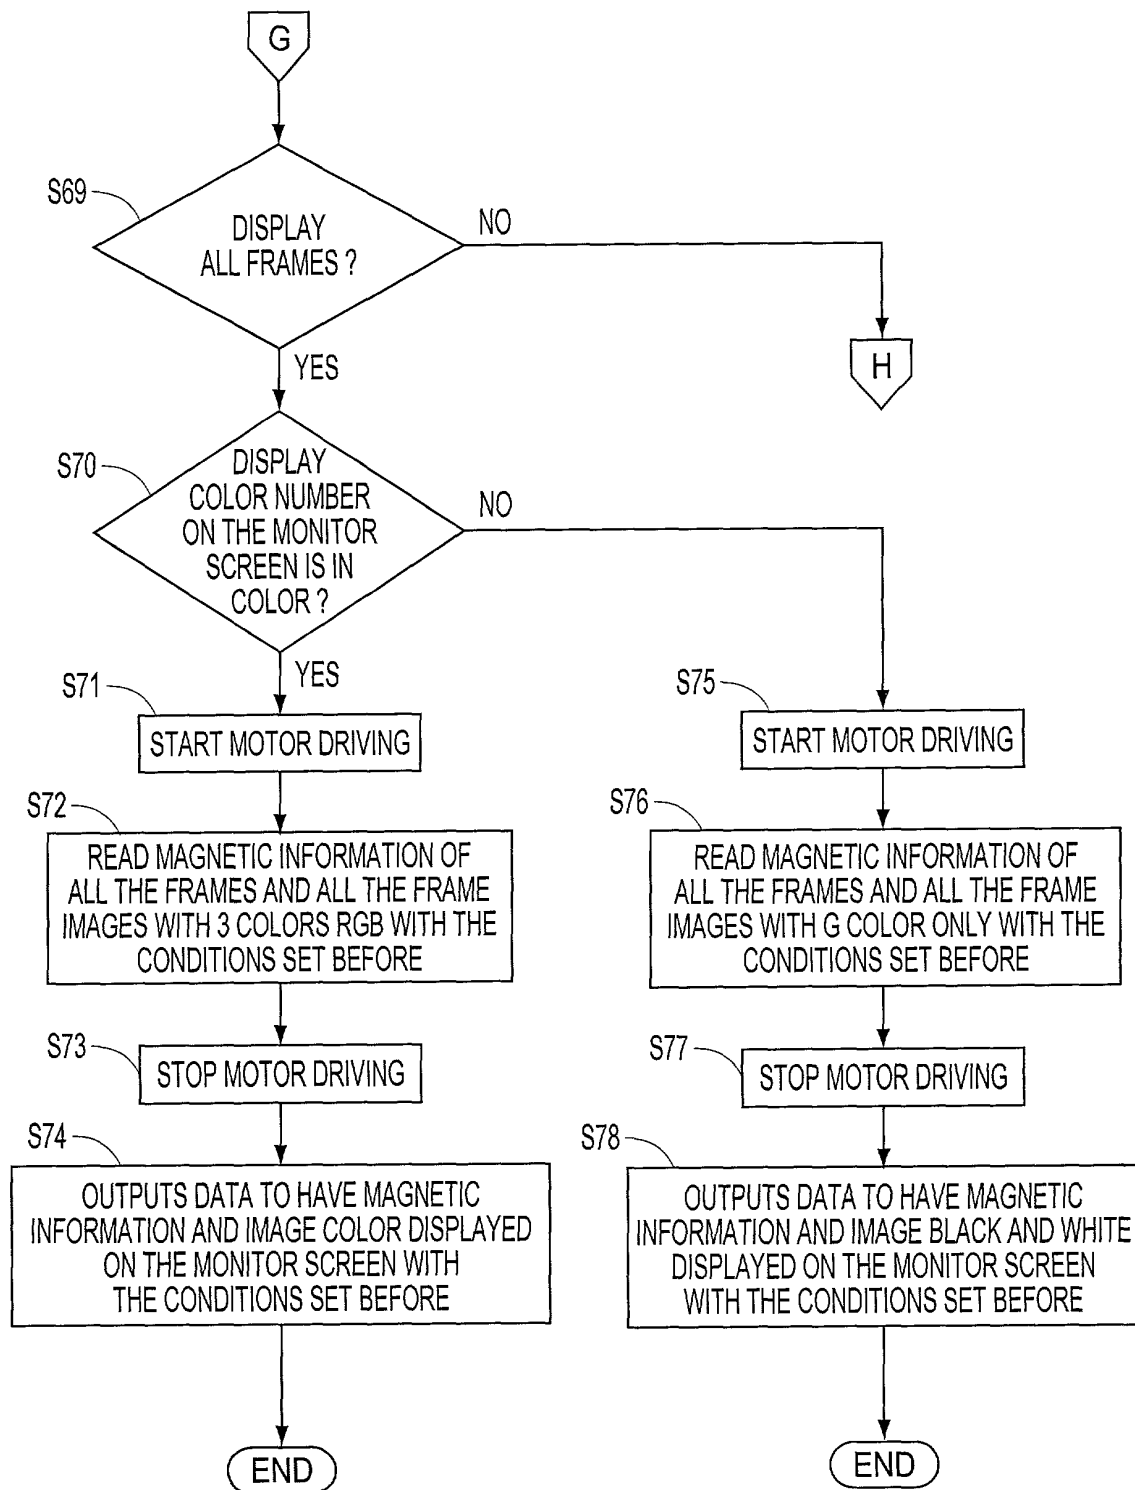 G
S69
DISPLAY
ALL FRAMES ?
NO
H
YES
S70
DISPLAY
COLOR NUMBER
ON THE MONITOR
SCREEN IS IN
COLOR ?
NO
YES
S71
START MOTOR DRIVING
S72
READ MAGNETIC INFORMATION OF
ALL THE FRAMES AND ALL THE FRAME
IMAGES WITH 3 COLORS RGB WITH THE
CONDITIONS SET BEFORE
S73
STOP MOTOR DRIVING
S74
OUTPUTS DATA TO HAVE MAGNETIC
INFORMATION AND IMAGE COLOR DISPLAYED
ON THE MONITOR SCREEN WITH
THE CONDITIONS SET BEFORE
END
S75
START MOTOR DRIVING
S76
READ MAGNETIC INFORMATION OF
ALL THE FRAMES AND ALL THE FRAME
IMAGES WITH G COLOR ONLY WITH THE
CONDITIONS SET BEFORE
S77
STOP MOTOR DRIVING
S78
OUTPUTS DATA TO HAVE MAGNETIC
INFORMATION AND IMAGE BLACK AND WHITE
DISPLAYED ON THE MONITOR SCREEN
WITH THE CONDITIONS SET BEFORE
END